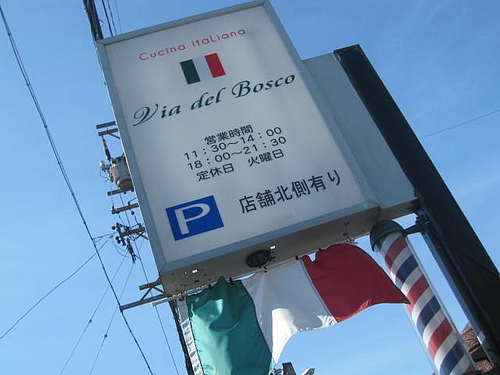 Cucina itaLiana
Via del Bosco
営業時間
11：30～14：00
18：00～21：30
定休日　火曜日
P 店舗北側有り